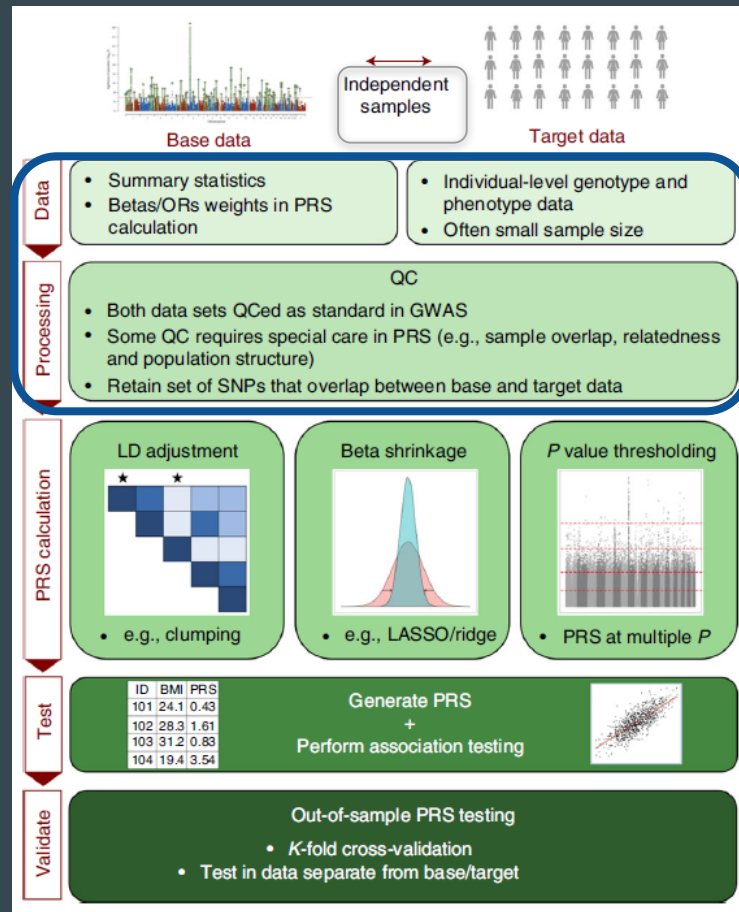 Independent
samples
Base data
Target data
Data
• Summary statistics
• Betas/ORs weights in PRS
calculation
• Individual-level genotype and
phenotype data
• Often small sample size
Processing
QC
• Both data sets QCed as standard in GWAS
• Some QC requires special care in PRS (e.g., sample overlap, relatedness
and population structure)
• Retain set of SNPs that overlap between base and target data
PRS calculation
LD adjustment
• e.g., clumping
Beta shrinkage
• e.g., LASSO/ridge
P value thresholding
• PRS at multiple P
Test
ID BMI PRS
101 24.1 0.43
102 28.3 1.61
103 31.2 0.83
104 19.4 3.54
Generate PRS
+
Perform association testing
Validate
Out-of-sample PRS testing
• K-fold cross-validation
• Test in data separate from base/target